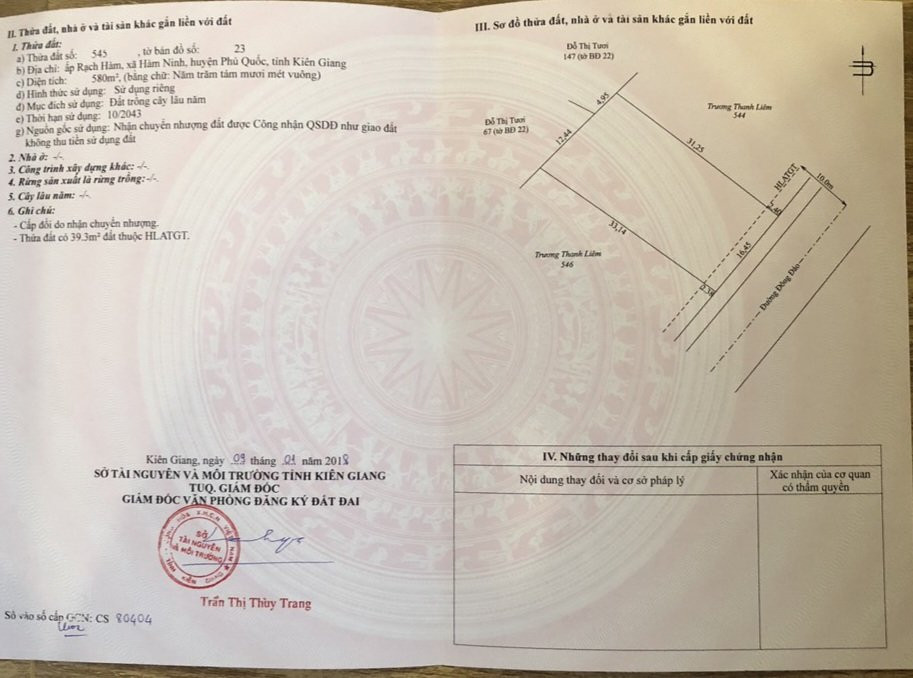 II. Thửa đất, nhà ở và tài sản khác gắn liền với đất
1. Thửa đất:
a) Thửa đất số: 545 , tờ bản đồ số: 23
b) Địa chỉ: ấp Rạch Hàm, xã Hàm Ninh, huyện Phú Quốc, tỉnh Kiên Giang
c) Diện tích: 580m², (bằng chữ: Năm trăm tám mươi mét vuông)
d) Hình thức sử dụng: Sử dụng riêng
đ) Mục đích sử dụng: Đất trồng cây lâu năm
e) Thời hạn sử dụng: 10/2043
g) Nguồn gốc sử dụng: Nhận chuyển nhượng đất được Công nhận QSDĐ như giao đất
không thu tiền sử dụng đất
2. Nhà ở: -/-.
3. Công trình xây dựng khác: -/-.
4. Rừng sản xuất là rừng trồng: -/-.
5. Cây lâu năm: -/-.
6. Ghi chú:
- Cấp đổi do nhận chuyển nhượng.
- Thửa đất có 39.3m² đất thuộc HLATGT.
Kiên Giang, ngày 09 tháng 01 năm 2018
SỞ TÀI NGUYÊN VÀ MÔI TRƯỜNG TỈNH KIÊN GIANG
TUQ. GIÁM ĐỐC
GIÁM ĐỐC VĂN PHÒNG ĐĂNG KÝ ĐẤT ĐAI
SỞ
TÀI NGUYÊN
VÀ MÔI TRƯỜNG
Trần Thị Thùy Trang
Số vào sổ cấp GCN: CS 80404
III. Sơ đồ thửa đất, nhà ở và tài sản khác gắn liền với đất
Đỗ Thị Tươi
147 (tờ BĐ 22)
Trương Thanh Liêm
544
Đỗ Thị Tươi
67 (tờ BĐ 22)
4,95
12,44
31,25
HLATGT
10.0m
2,40
33,14
16,45
Trương Thanh Liêm
546
2,38
Đường Đông Đảo
IV. Những thay đổi sau khi cấp giấy chứng nhận
Nội dung thay đổi và cơ sở pháp lý
Xác nhận của cơ quan
có thẩm quyền